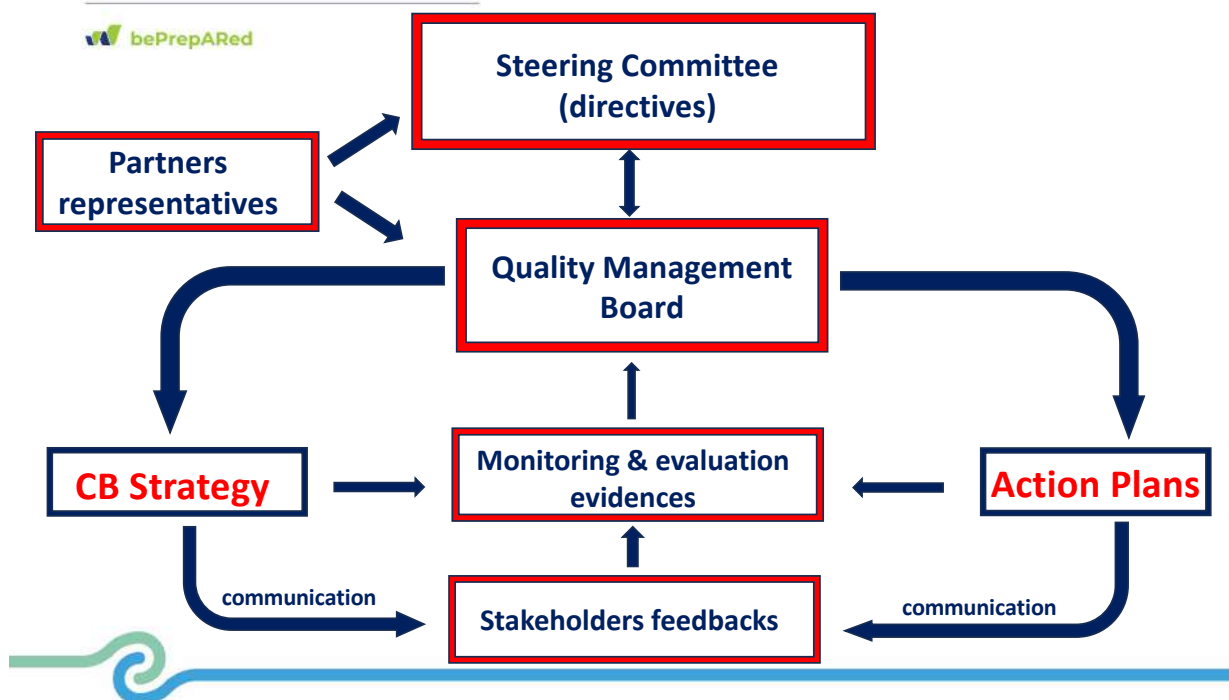 bePrepARed
Steering Committee
(directives)
Partners
representatives
Quality Management
Board
Monitoring & evaluation
evidences
CB Strategy
Action Plans
communication
Stakeholders feedbacks
communication